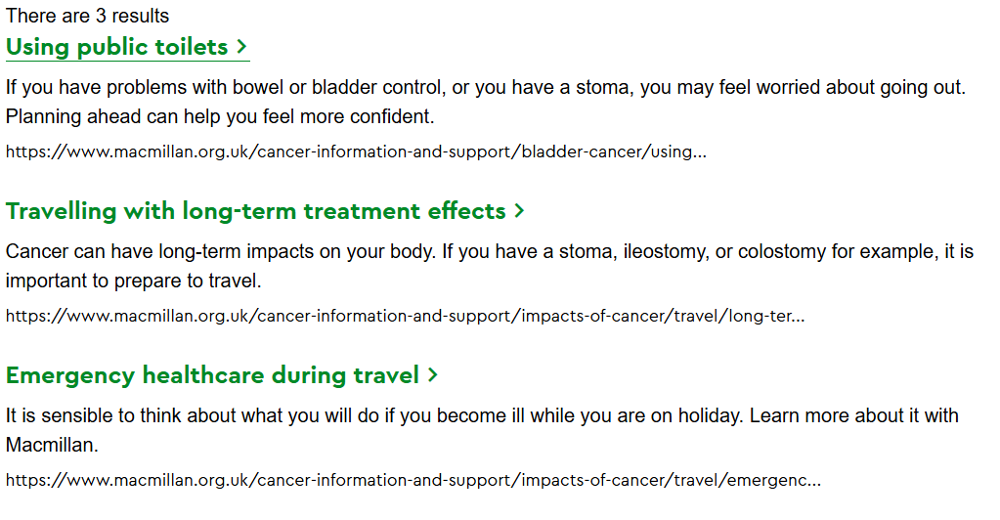 There are 3 results
Using public toilets >
If you have problems with bowel or bladder control, or you have a stoma, you may feel worried about going out.
Planning ahead can help you feel more confident.
https://www.macmillan.org.uk/cancer-information-and-support/bladder-cancer/using...
Travelling with long-term treatment effects >
Cancer can have long-term impacts on your body. If you have a stoma, ileostomy, or colostomy for example, it is
important to prepare to travel.
https://www.macmillan.org.uk/cancer-information-and-support/impacts-of-cancer/travel/long-ter...
Emergency healthcare during travel >
It is sensible to think about what you will do if you become ill while you are on holiday. Learn more about it with
Macmillan.
https://www.macmillan.org.uk/cancer-information-and-support/impacts-of-cancer/travel/emergenc...